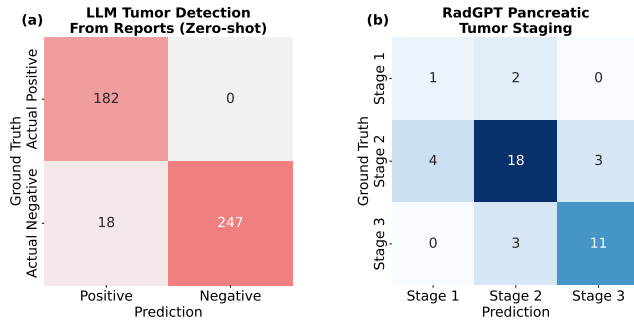 (a)
LLM Tumor Detection
From Reports (Zero-shot)
Ground Truth
Actual Positive
Actual Negative
182
0
18
247
Positive
Negative
Prediction
(b)
RadGPT Pancreatic
Tumor Staging
Ground Truth
Stage 1
Stage 2
Stage 3
1
2
0
4
18
3
0
3
11
Stage 1
Stage 2
Stage 3
Prediction